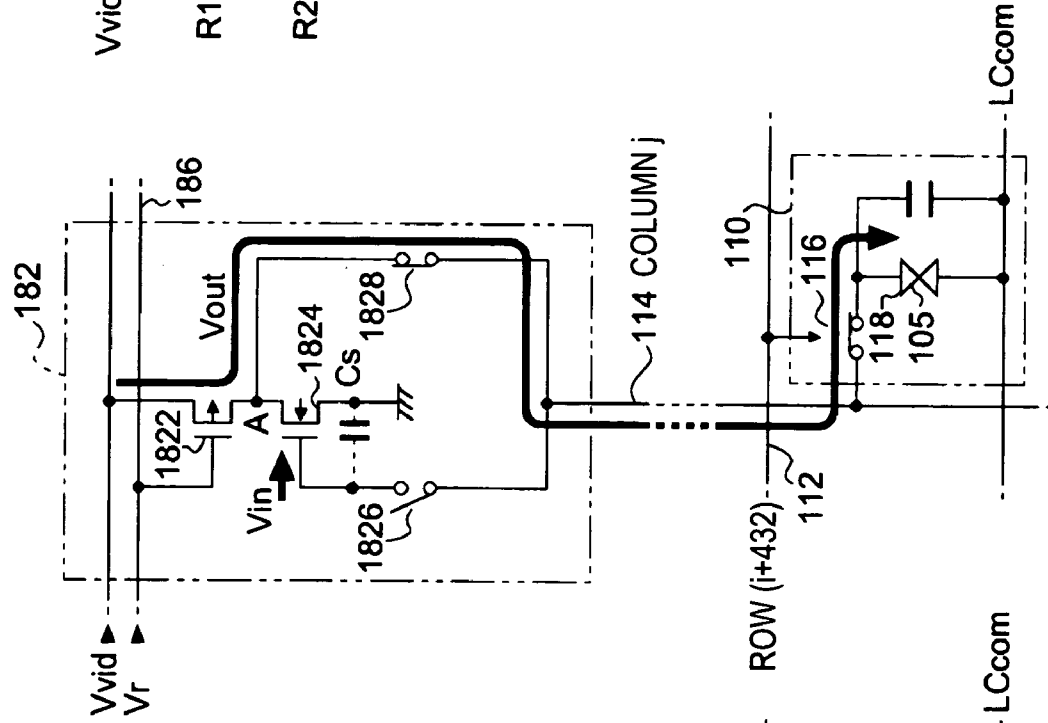 182
Vvid
Vr
186
Vvid
R1
R2
1822
Vout
A
Vin
1824
Cs
1828
1826
114 COLUMN j
ROW (i+432)
112
110
116
118
105
LCcom
LCcom